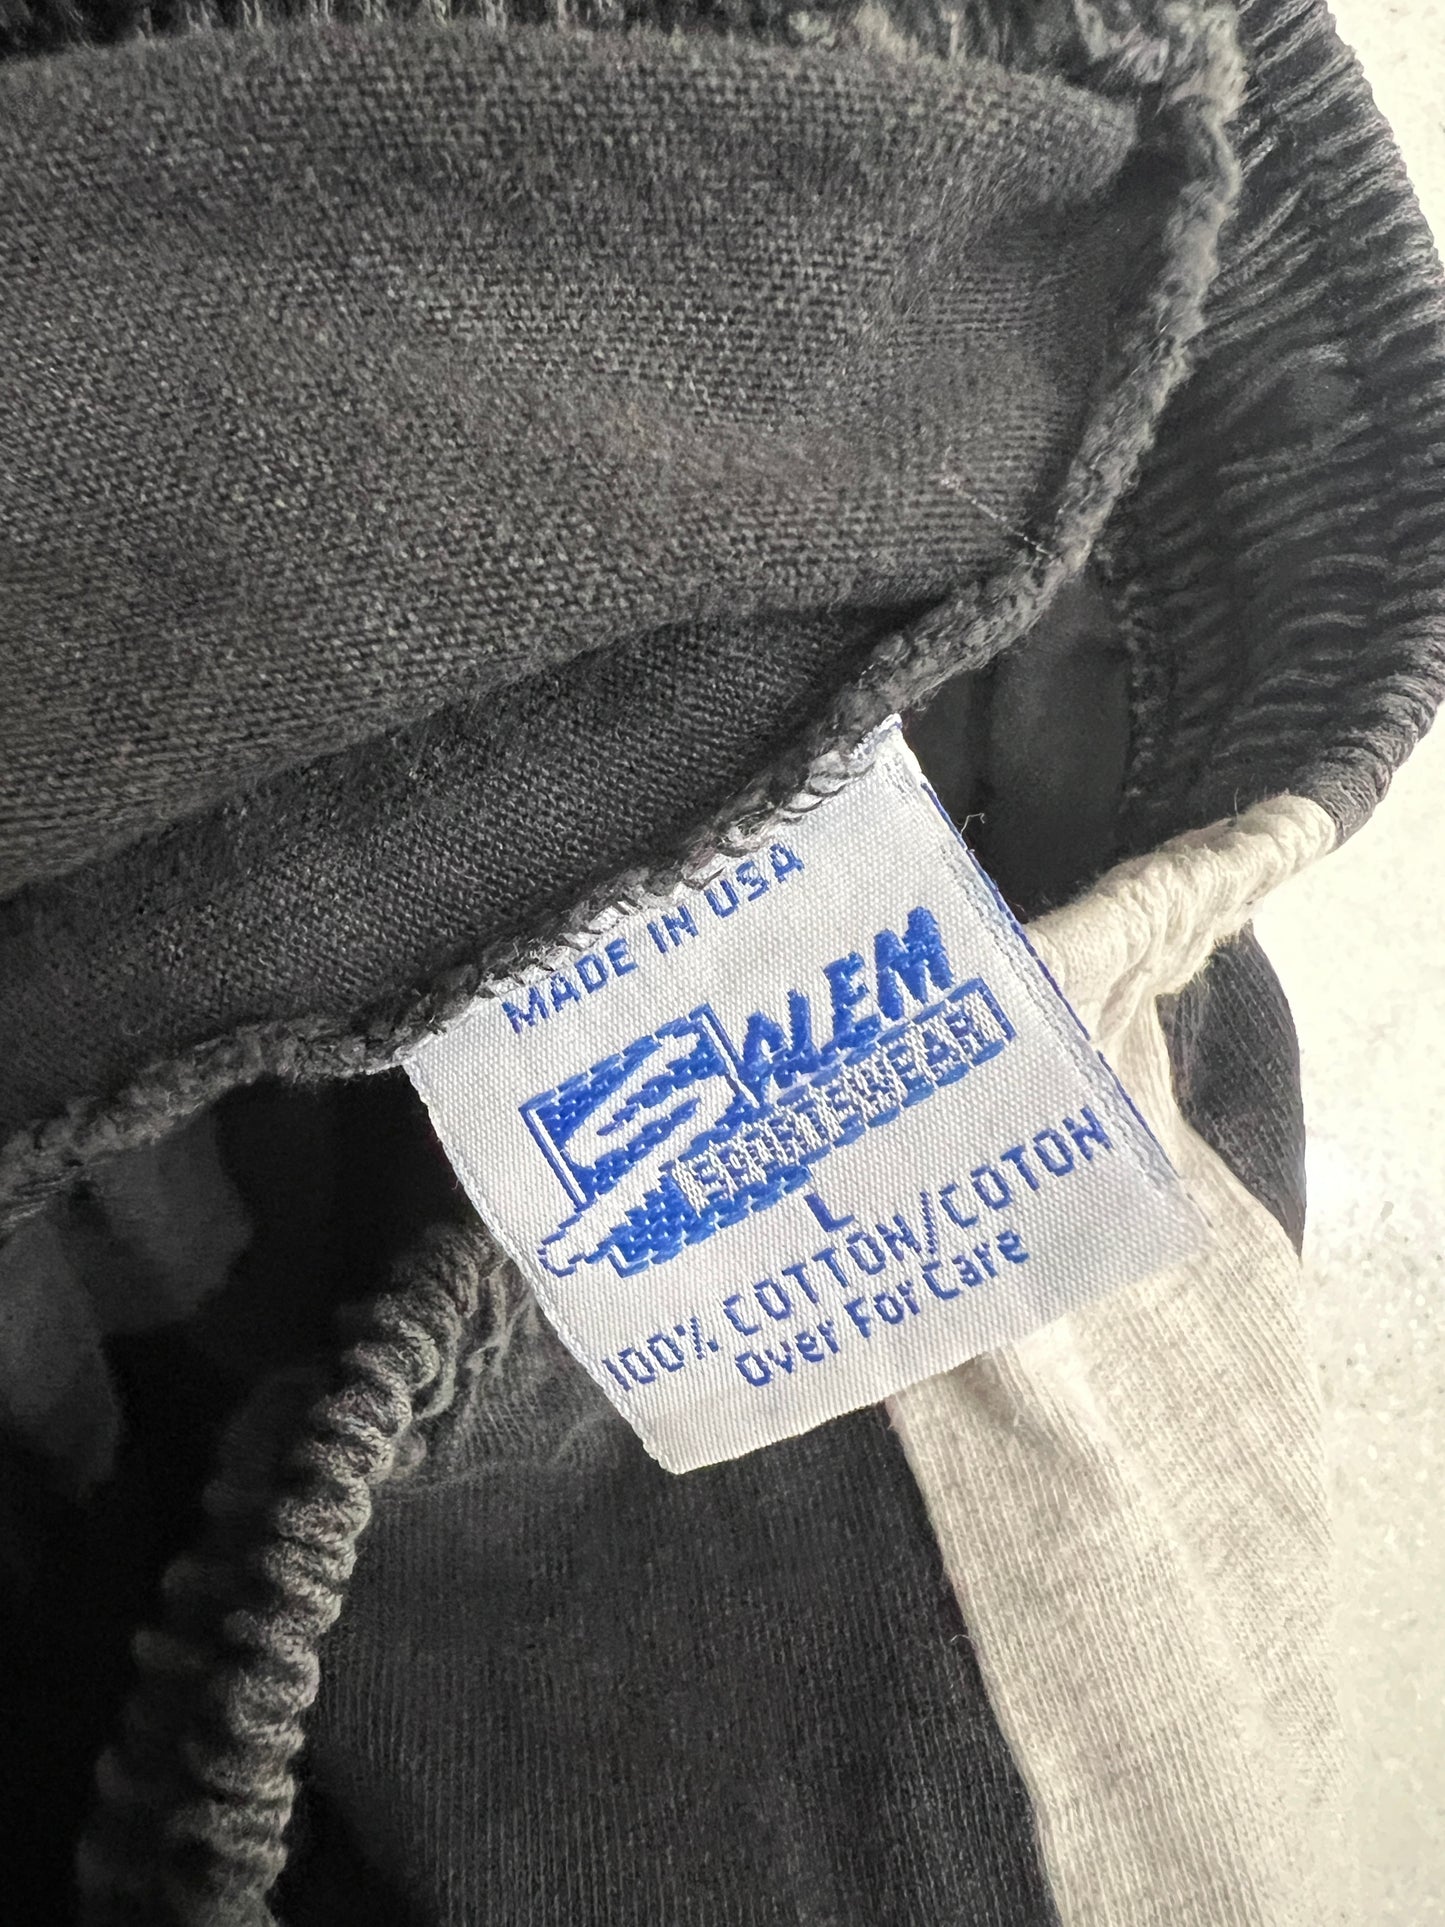 MADE IN USA
SALEM
SPORTSWEAR
L
100% COTTON/COTON
Over For Care